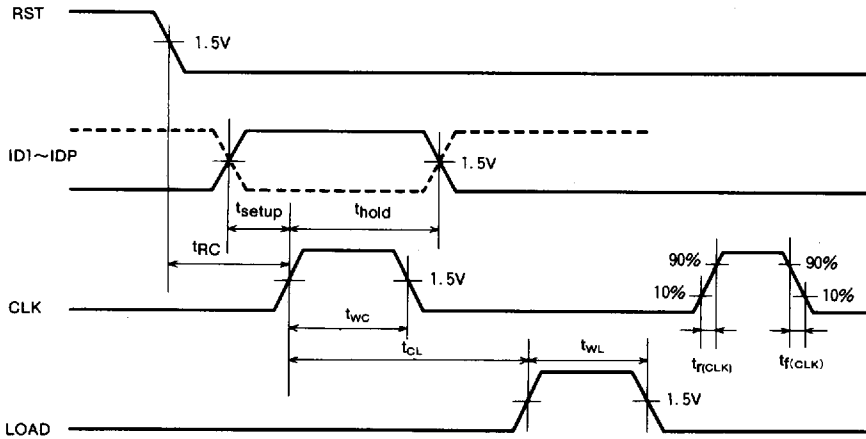 RST
1.5V
ID1~IDP
1.5V
tsetup
thold
tRC
90%
90%
1.5V
10%
10%
CLK
tWC
tCL
tWL
tr(CLK)
tf(CLK)
1.5V
LOAD